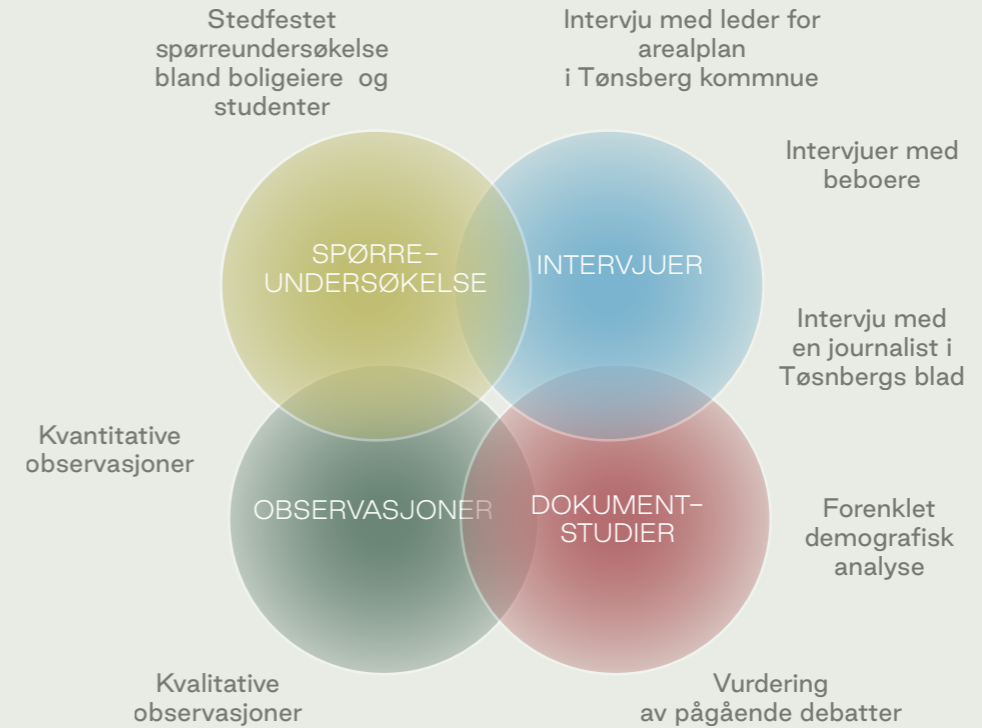 Stedfestet
spørreundersøkelse
bland boligeiere og
studenter
Intervju med leder for
arealplan
i Tønsberg kommnue
Intervjuer med
beboere
SPØRRE-
UNDERSØKELSE
INTERVJUER
Intervju med
en journalist i
Tøsnbergs blad
Kvantitative
observasjoner
OBSERVASJONER
DOKUMENT-
STUDIER
Forenklet
demografisk
analyse
Kvalitative
observasjoner
Vurdering
av pågående debatter